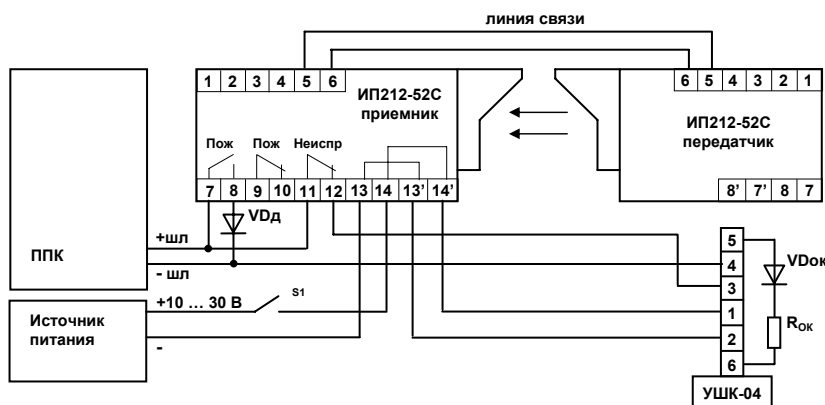 линия связи
1 2 3 4 5 6
6 5 4 3 2 1
ИП212-52С
приемник
ИП212-52С
передатчик
Пож Пож Неиспр
7 8 9 10 11 12 13 14 13' 14'
8' 7' 8 7
VDд
+шл
ППК
- шл
+10 ... 30 В
S1
Источник
питания
-
5
4
3
1
2
6
VDок
Rок
УШК-04